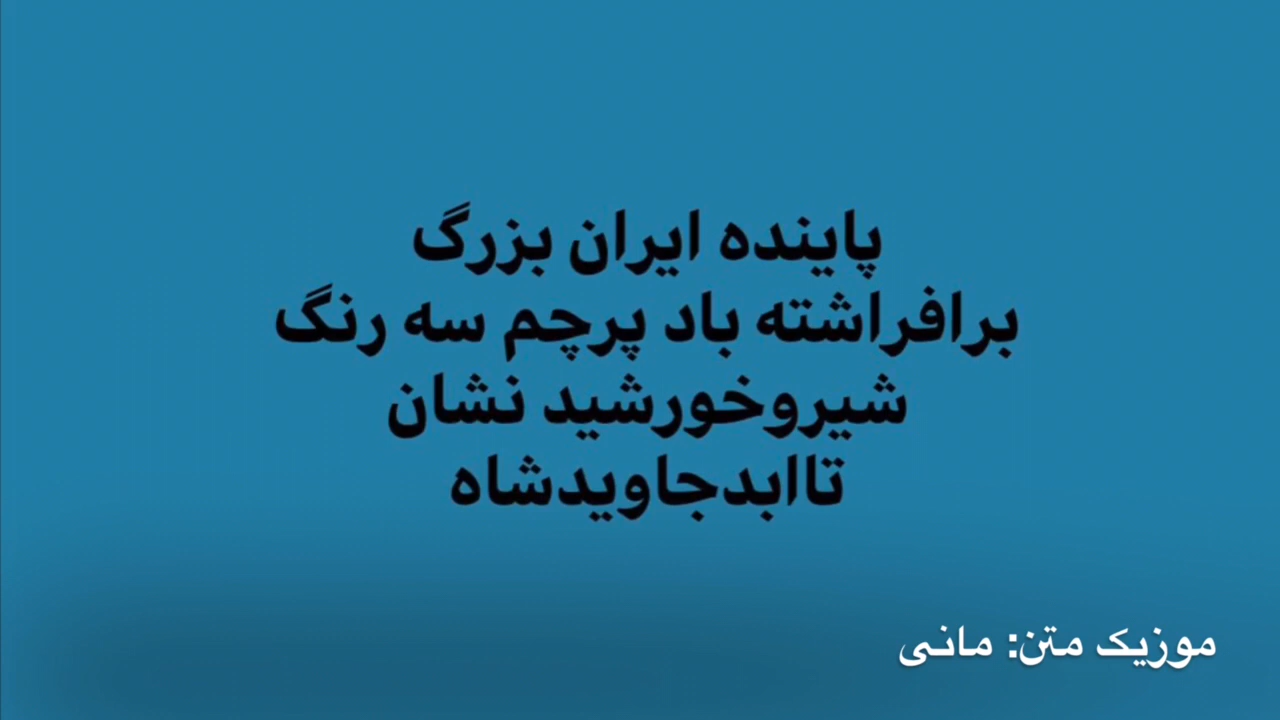 پاینده ایران بزرگ
برافراشته باد پرچم سه رنگ
شیروخورشید نشان
تاابدجاویدشاه
موزیک متن: مانی